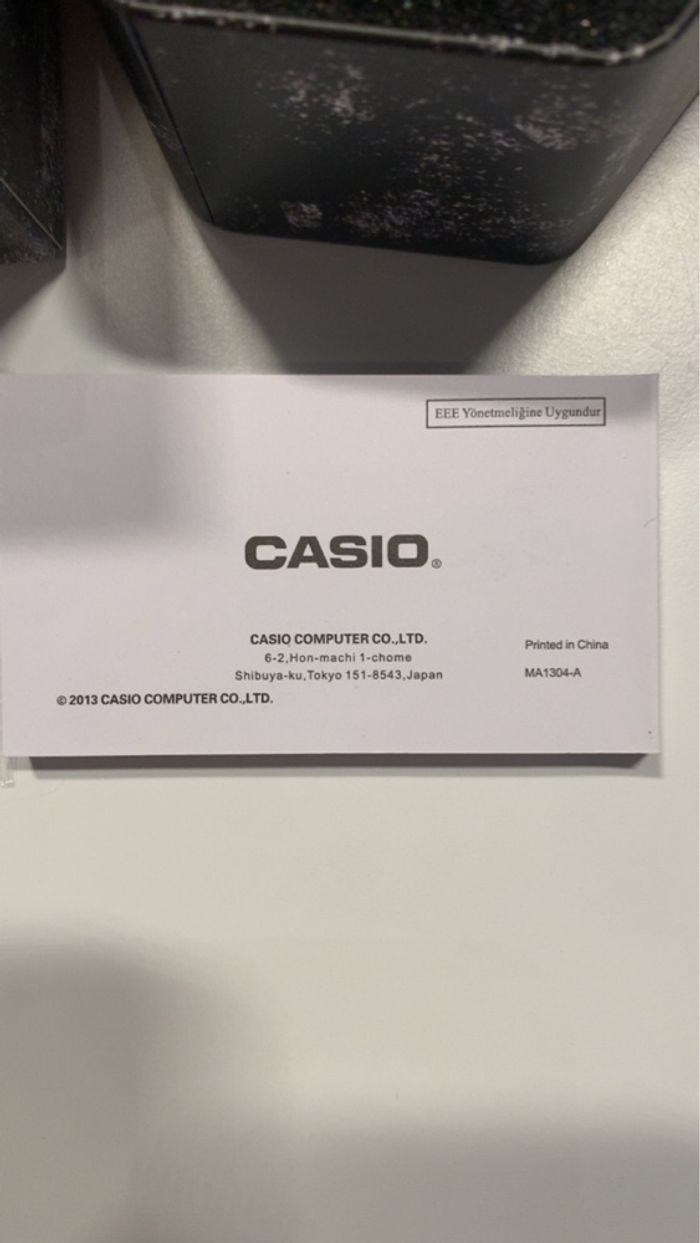 EEE Yönetmeliğine Uygundur
CASIO®
CASIO COMPUTER CO.,LTD.
6-2,Hon-machi 1-chome
Shibuya-ku,Tokyo 151-8543,Japan
Printed in China
MA1304-A
© 2013 CASIO COMPUTER CO.,LTD.